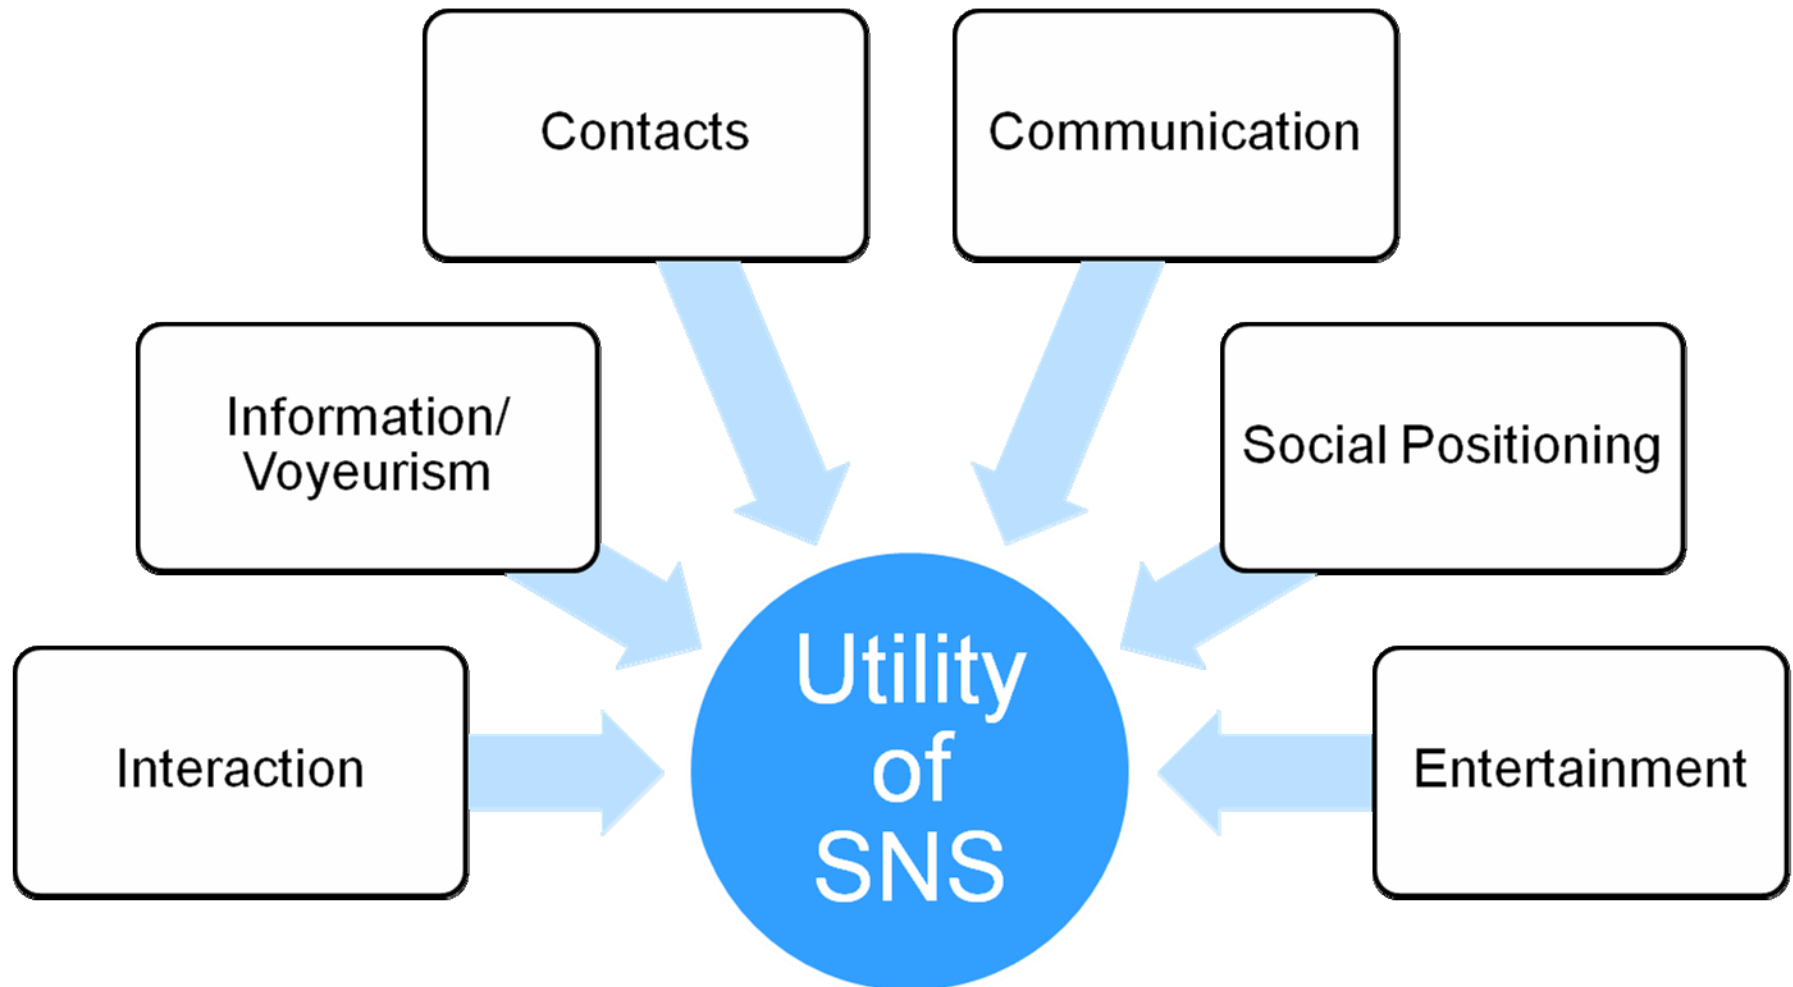 Contacts
Communication
Information/
Voyeurism
Social Positioning
Interaction
Utility
of
SNS
Entertainment